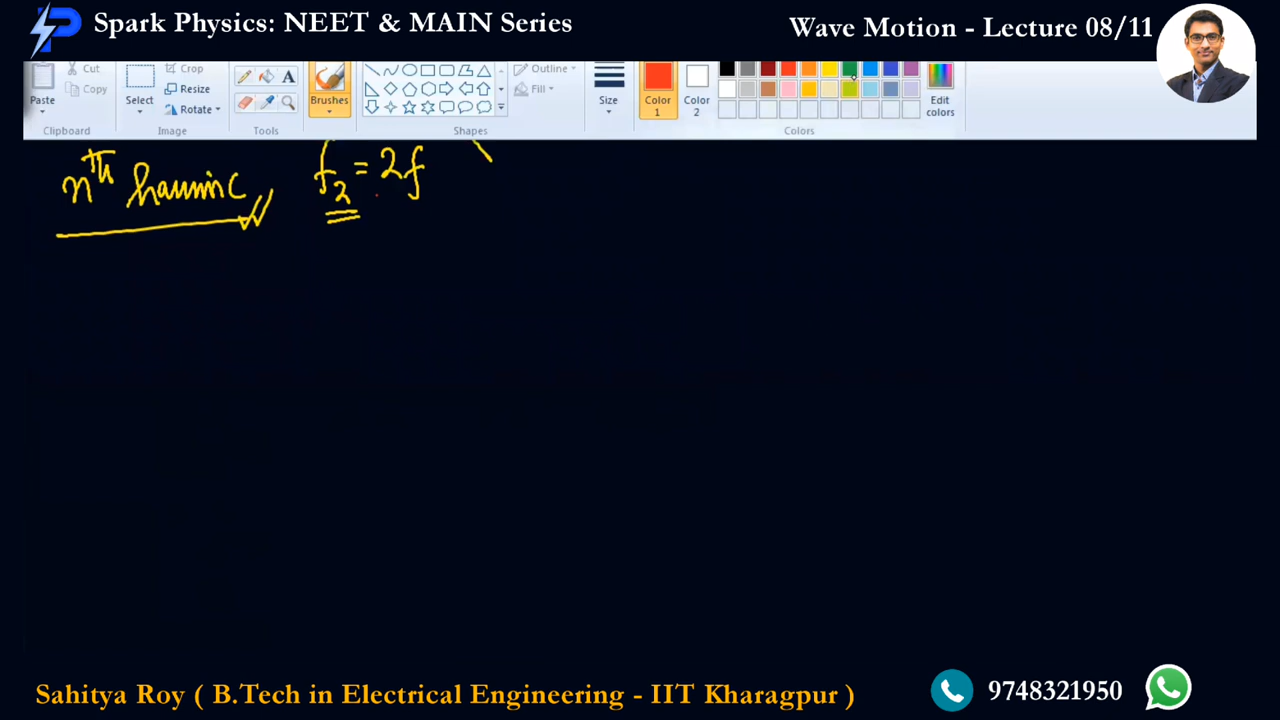 Spark Physics: NEET & MAIN Series
Wave Motion - Lecture 08/11
Cut
Copy
Paste
Crop
Resize
Rotate
Select
A
Brushes
Outline
Fill
Size
Color 1
Color 2
Edit colors
Clipboard
Image
Tools
Shapes
Colors
nth
f2 = 2f
Sahitya Roy ( B.Tech in Electrical Engineering - IIT Kharagpur )
9748321950